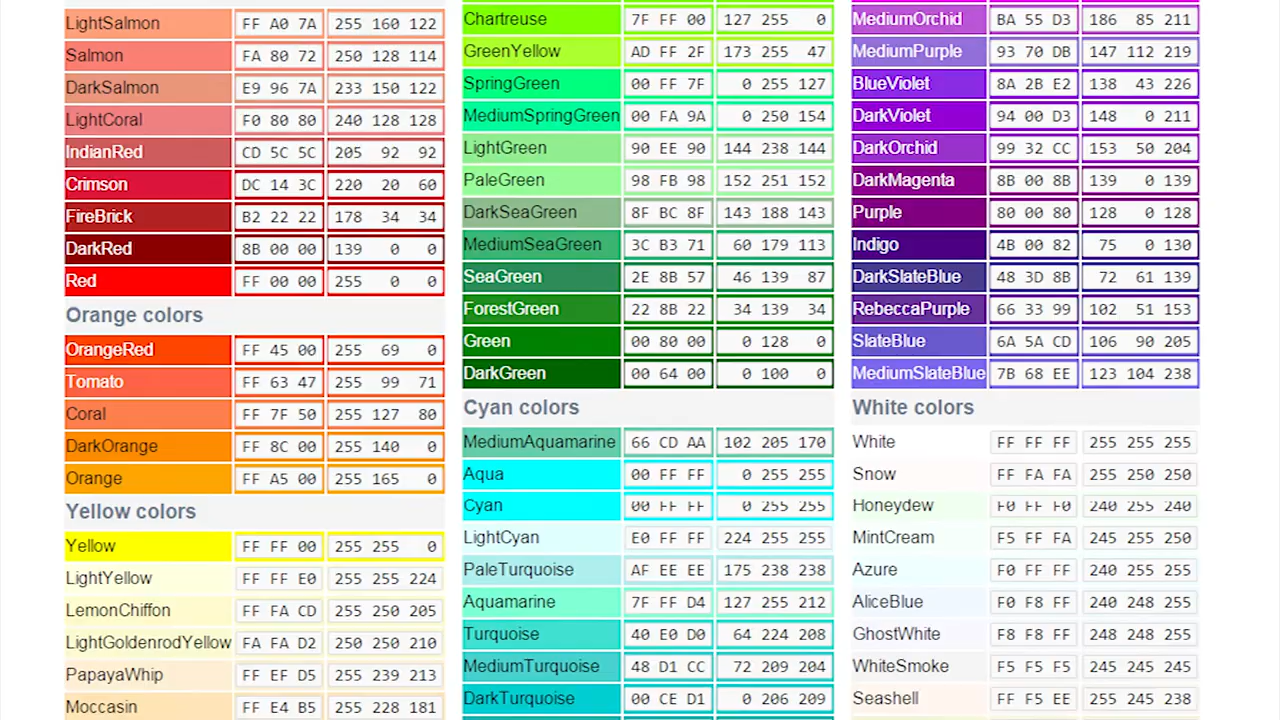 LightSalmon FF A0 7A 255 160 122
Salmon FA 80 72 250 128 114
DarkSalmon E9 96 7A 233 150 122
LightCoral F0 80 80 240 128 128
IndianRed CD 5C 5C 205 92 92
Crimson DC 14 3C 220 20 60
FireBrick B2 22 22 178 34 34
DarkRed 8B 00 00 139 0 0
Red FF 00 00 255 0 0
Orange colors
OrangeRed FF 45 00 255 69 0
Tomato FF 63 47 255 99 71
Coral FF 7F 50 255 127 80
DarkOrange FF 8C 00 255 140 0
Orange FF A5 00 255 165 0
Yellow colors
Yellow FF FF 00 255 255 0
LightYellow FF FF E0 255 255 224
LemonChiffon FF FA CD 255 250 205
LightGoldenrodYellow FA FA D2 250 250 210
PapayaWhip FF EF D5 255 239 213
Moccasin FF E4 B5 255 228 181
Chartreuse 7F FF 00 127 255 0
GreenYellow AD FF 2F 173 255 47
SpringGreen 00 FF 7F 0 255 127
MediumSpringGreen 00 FA 9A 0 250 154
LightGreen 90 EE 90 144 238 144
PaleGreen 98 FB 98 152 251 152
DarkSeaGreen 8F BC 8F 143 188 143
MediumSeaGreen 3C B3 71 60 179 113
SeaGreen 2E 8B 57 46 139 87
ForestGreen 22 8B 22 34 139 34
Green 00 80 00 0 128 0
DarkGreen 00 64 00 0 100 0
Cyan colors
MediumAquamarine 66 CD AA 102 205 170
Aqua 00 FF FF 0 255 255
Cyan 00 FF FF 0 255 255
LightCyan E0 FF FF 224 255 255
PaleTurquoise AF EE EE 175 238 238
Aquamarine 7F FF D4 127 255 212
Turquoise 40 E0 D0 64 224 208
MediumTurquoise 48 D1 CC 72 209 204
DarkTurquoise 00 CE D1 0 206 209
MediumOrchid BA 55 D3 186 85 211
MediumPurple 93 70 DB 147 112 219
BlueViolet 8A 2B E2 138 43 226
DarkViolet 94 00 D3 148 0 211
DarkOrchid 99 32 CC 153 50 204
DarkMagenta 8B 00 8B 139 0 139
Purple 80 00 80 128 0 128
Indigo 4B 00 82 75 0 130
DarkSlateBlue 48 3D 8B 72 61 139
RebeccaPurple 66 33 99 102 51 153
SlateBlue 6A 5A CD 106 90 205
MediumSlateBlue 7B 68 EE 123 104 238
White colors
White FF FF FF 255 255 255
Snow FF FA FA 255 250 250
Honeydew F0 FF F0 240 255 240
MintCream F5 FF FA 245 255 250
Azure F0 FF FF 240 255 255
AliceBlue F0 F8 FF 240 248 255
GhostWhite F8 F8 FF 248 248 255
WhiteSmoke F5 F5 F5 245 245 245
Seashell FF F5 EE 255 245 238